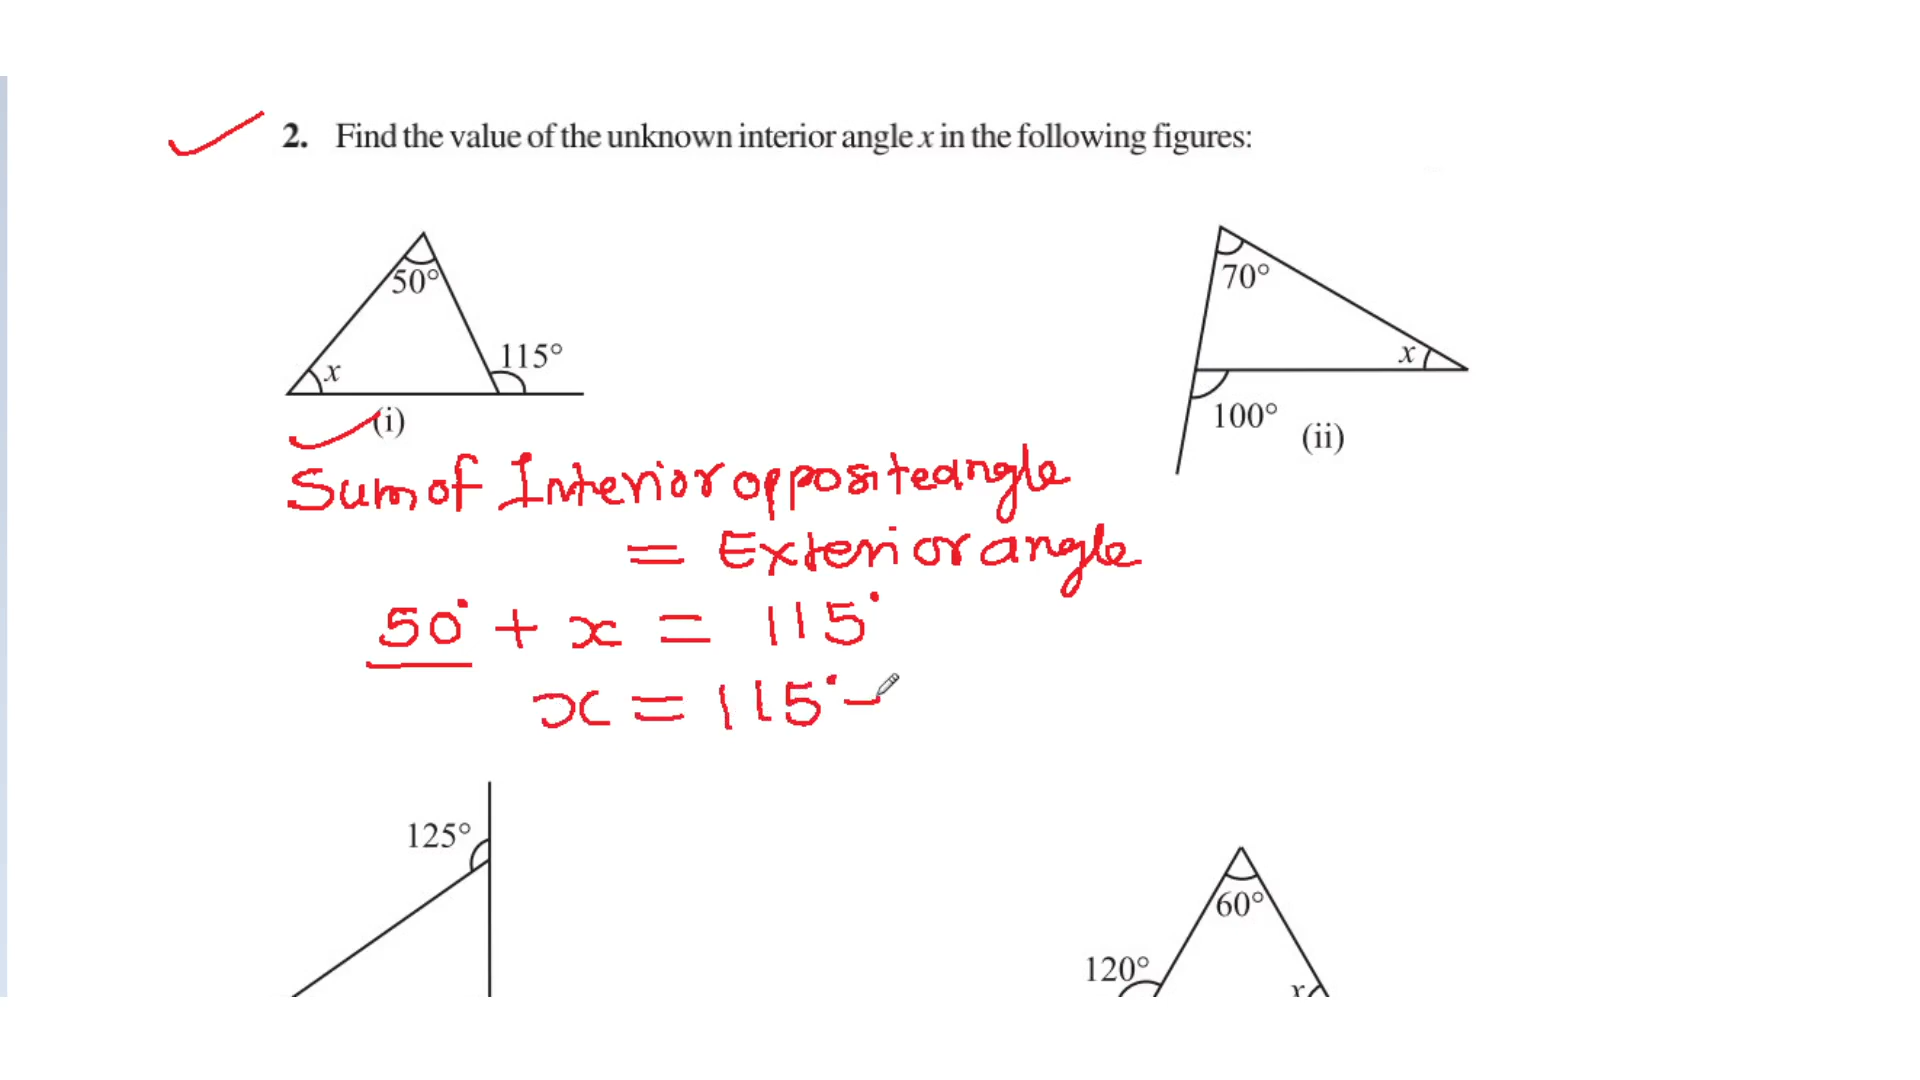 2. Find the value of the unknown interior angle x in the following figures:
50°
x
115°
(i)
70°
x
100°
(ii)
Sum of Interior opposite angle
= Exterior angle
50° + x = 115°
x = 115° -
125°
60°
120°
x